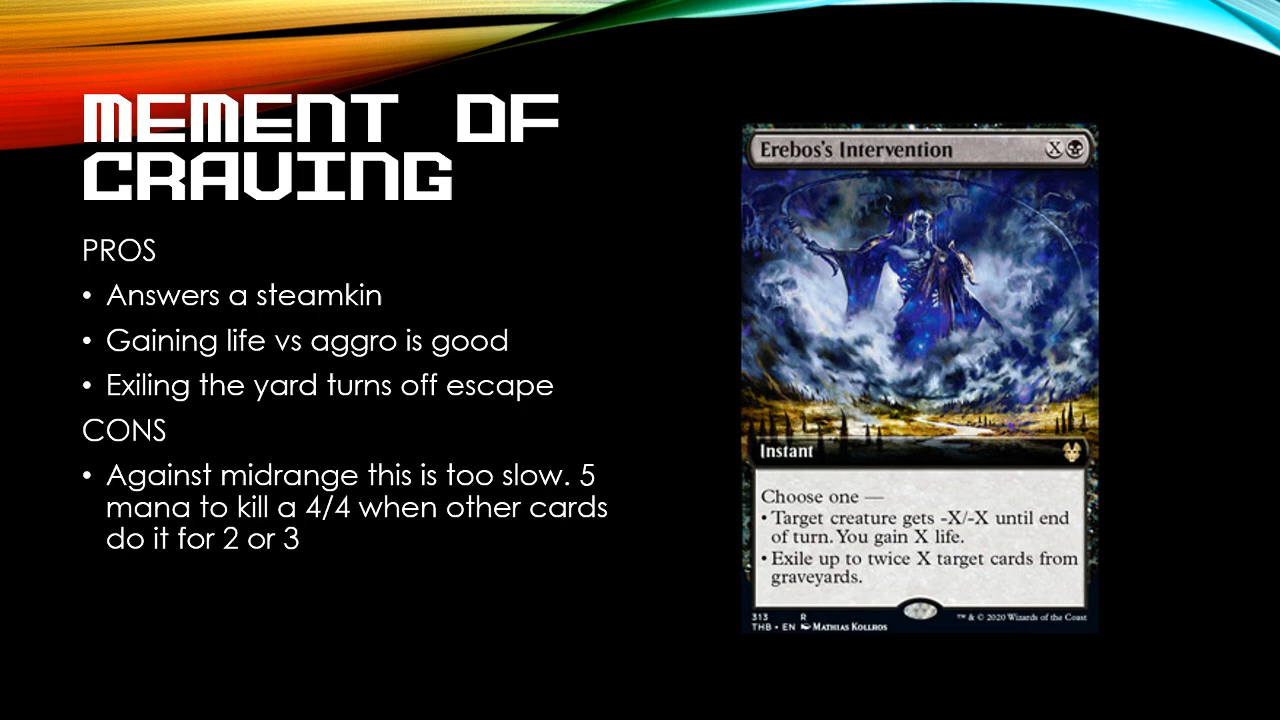 MEMENT OF
CRAVING
PROS
• Answers a steamkin
• Gaining life vs aggro is good
• Exiling the yard turns off escape
CONS
• Against midrange this is too slow. 5
mana to kill a 4/4 when other cards
do it for 2 or 3
Erebos's Intervention X
Instant
Choose one —
• Target creature gets -X/-X until end
of turn. You gain X life.
• Exile up to twice X target cards from
graveyards.
313 R
THB • EN MATHIAS KOLLROS
™ & © 2020 Wizards of the Coast